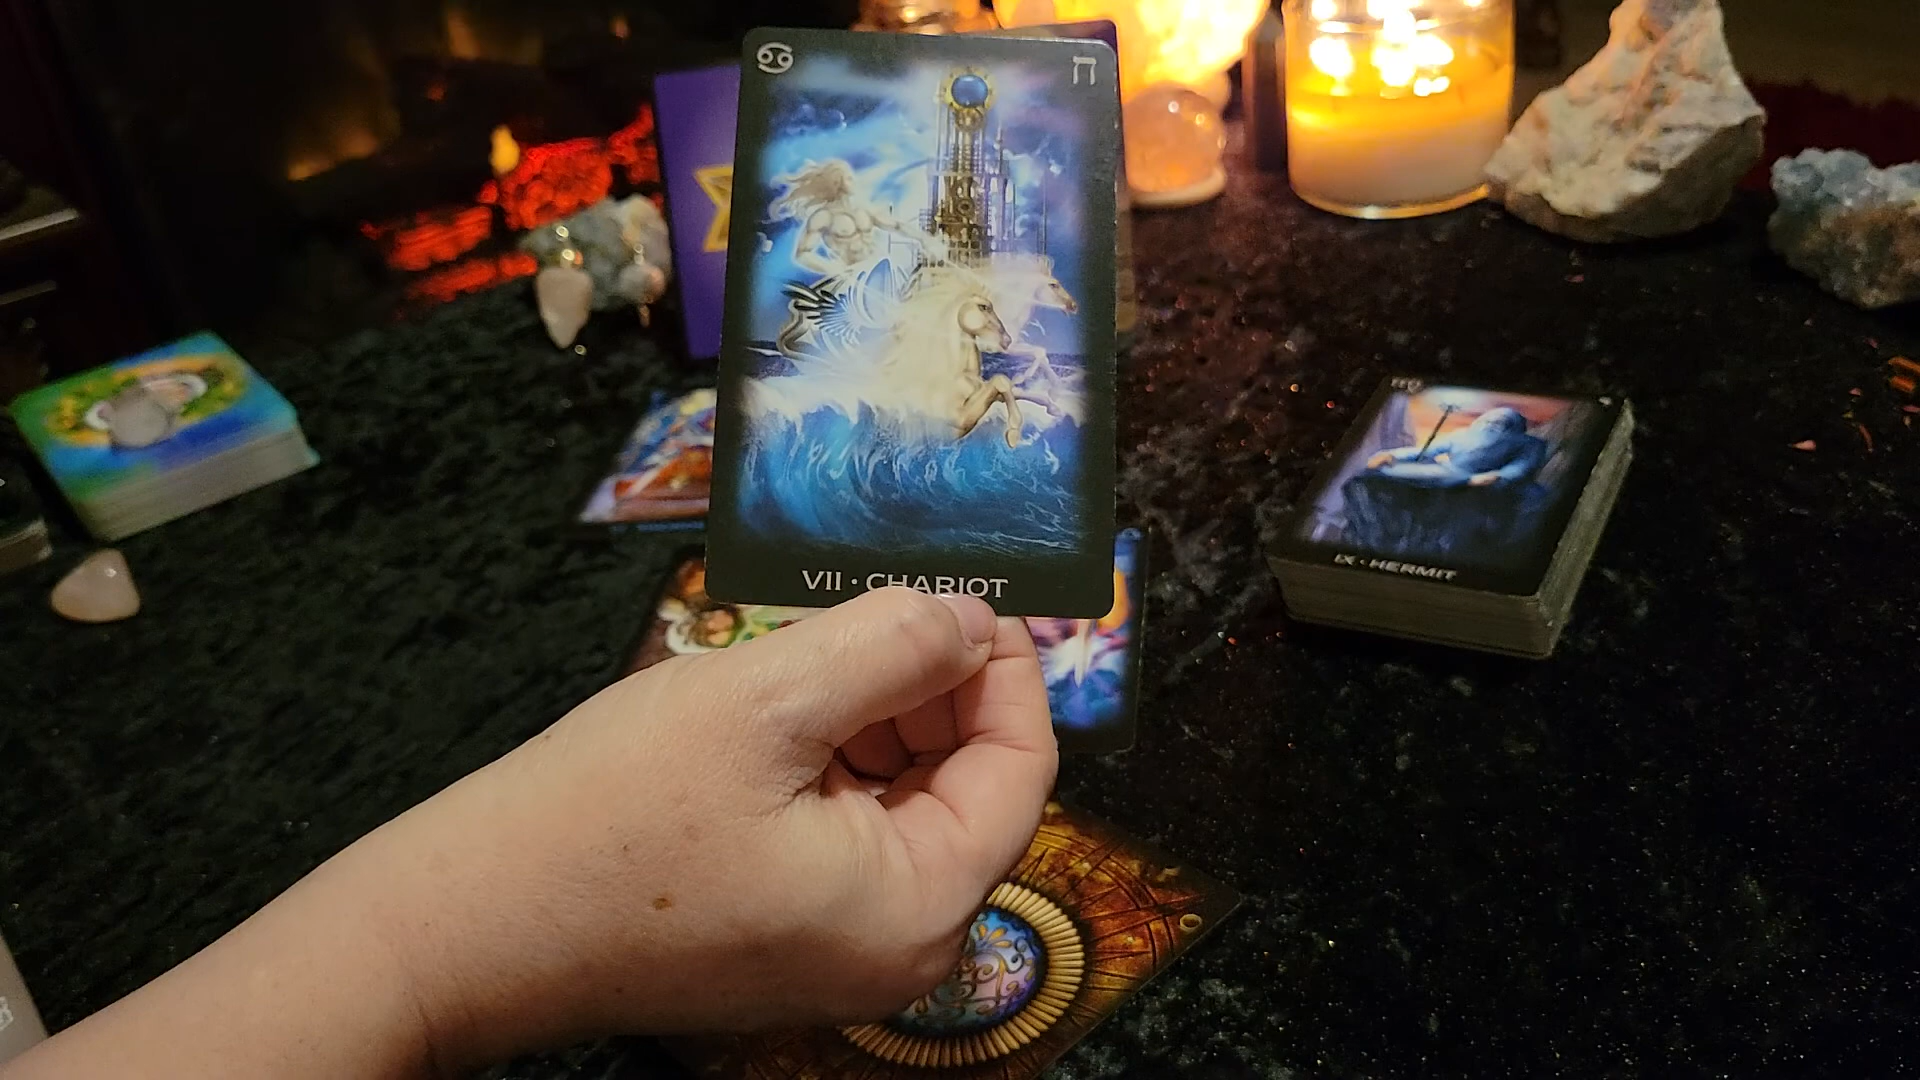 ח
VII • CHARIOT
IX • HERMIT